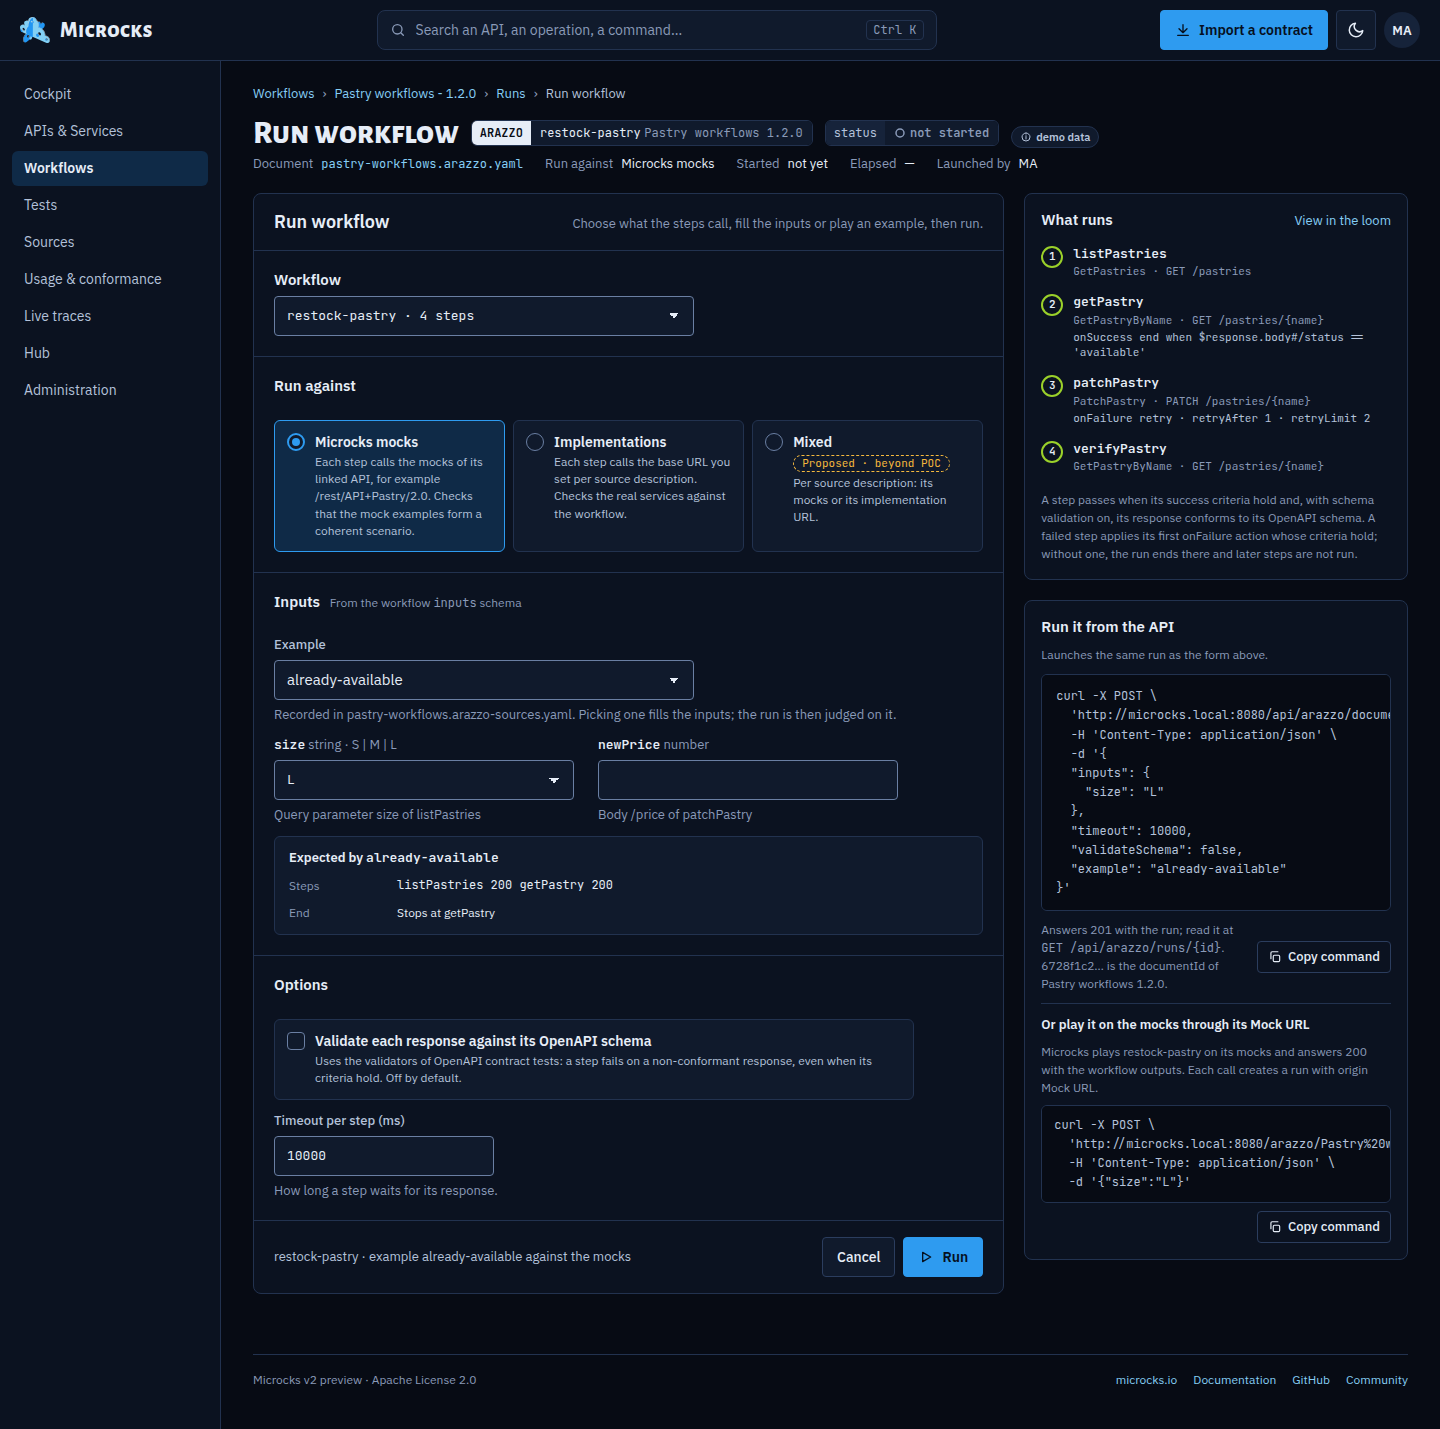 Microcks
Search an API, an operation, a command...
Ctrl K
Import a contract
MA
Cockpit
APIs & Services
Workflows
Tests
Sources
Usage & conformance
Live traces
Hub
Administration
Workflows › Pastry workflows - 1.2.0 › Runs › Run workflow
Run workflow
ARAZZO restock-pastry Pastry workflows 1.2.0
status not started
demo data
Document pastry-workflows.arazzo.yaml Run against Microcks mocks Started not yet Elapsed — Launched by MA
Run workflow
Choose what the steps call, fill the inputs or play an example, then run.
Workflow
restock-pastry · 4 steps
Run against
Microcks mocks
Each step calls the mocks of its
linked API, for example
/rest/API+Pastry/2.0. Checks
that the mock examples form a
coherent scenario.
Implementations
Each step calls the base URL you
set per source description.
Checks the real services against
the workflow.
Mixed
Proposed · beyond POC
Per source description: its
mocks or its implementation
URL.
Inputs From the workflow inputs schema
Example
already-available
Recorded in pastry-workflows.arazzo-sources.yaml. Picking one fills the inputs; the run is then judged on it.
size string · S | M | L
L
Query parameter size of listPastries
newPrice number
Body /price of patchPastry
Expected by already-available
Steps listPastries 200 getPastry 200
End Stops at getPastry
Options
Validate each response against its OpenAPI schema
Uses the validators of OpenAPI contract tests: a step fails on a non-conformant response, even when its
criteria hold. Off by default.
Timeout per step (ms)
10000
How long a step waits for its response.
restock-pastry · example already-available against the mocks
Cancel
Run
What runs
View in the loom
1 listPastries
GetPastries · GET /pastries
2 getPastry
GetPastryByName · GET /pastries/{name}
onSuccess end when $response.body#/status ==
'available'
3 patchPastry
PatchPastry · PATCH /pastries/{name}
onFailure retry · retryAfter 1 · retryLimit 2
4 verifyPastry
GetPastryByName · GET /pastries/{name}
A step passes when its success criteria hold and, with schema
validation on, its response conforms to its OpenAPI schema. A
failed step applies its first onFailure action whose criteria hold;
without one, the run ends there and later steps are not run.
Run it from the API
Launches the same run as the form above.
curl -X POST \
'http://microcks.local:8080/api/arazzo/docume
-H 'Content-Type: application/json' \
-d '{
"inputs": {
"size": "L"
},
"timeout": 10000,
"validateSchema": false,
"example": "already-available"
}'
Answers 201 with the run; read it at
GET /api/arazzo/runs/{id}.
6728f1c2... is the documentId of
Pastry workflows 1.2.0.
Copy command
Or play it on the mocks through its Mock URL
Microcks plays restock-pastry on its mocks and answers 200
with the workflow outputs. Each call creates a run with origin
Mock URL.
curl -X POST \
'http://microcks.local:8080/arazzo/Pastry%20w
-H 'Content-Type: application/json' \
-d '{"size":"L"}'
Copy command
Microcks v2 preview · Apache License 2.0
microcks.io Documentation GitHub Community